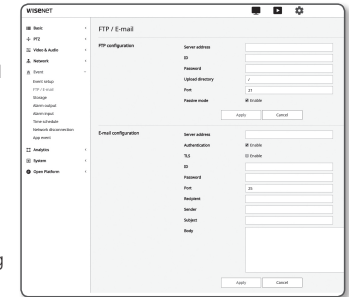 WISENET
Basic
PTZ
Video & Audio
Network
Event
Event setup
FTP / E-mail
Storage
Alarm output
Alarm input
Time schedule
Network disconnection
App event
Analytics
System
Open Platform
FTP / E-mail
FTP configuration
Server address
ID
Password
Upload directory /
Port 21
Passive mode Enable
Apply Cancel
E-mail configuration
Server address
Authentication Enable
TLS Enable
ID
Password
Port 25
Recipient
Sender
Subject
Body
Apply Cancel
g